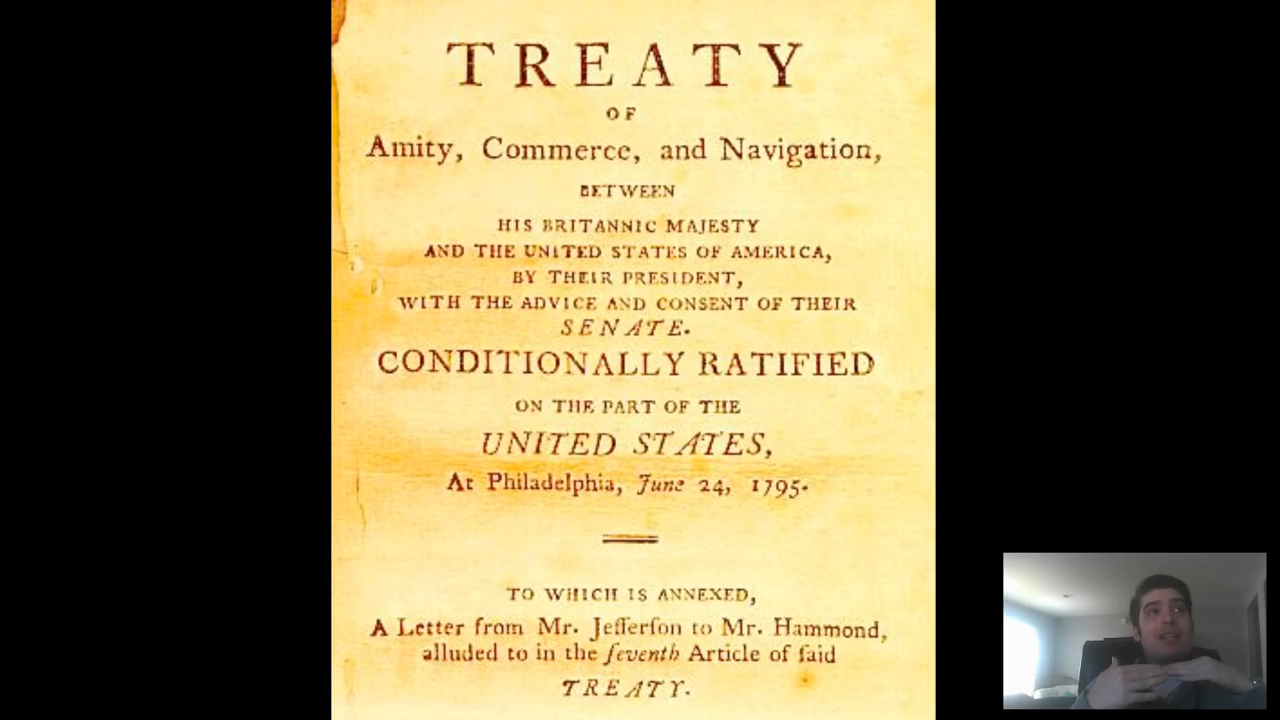 TREATY
OF
Amity, Commerce, and Navigation,
BETWEEN
HIS BRITANNIC MAJESTY
AND THE UNITED STATES OF AMERICA,
BY THEIR PRESIDENT,
WITH THE ADVICE AND CONSENT OF THEIR
SENATE.
CONDITIONALLY RATIFIED
ON THE PART OF THE
UNITED STATES,
At Philadelphia, June 24, 1795.
TO WHICH IS ANNEXED,
A Letter from Mr. Jefferſon to Mr. Hammond,
alluded to in the ſeventh Article of ſaid
TREATY.